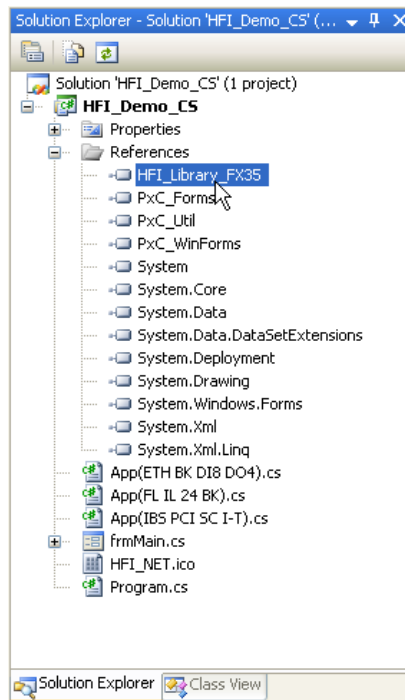 Solution Explorer - Solution 'HFI_Demo_CS' (...
Solution 'HFI_Demo_CS' (1 project)
HFI_Demo_CS
Properties
References
HFI_Library_FX35
PxC_Forms
PxC_Util
PxC_WinForms
System
System.Core
System.Data
System.Data.DataSetExtensions
System.Deployment
System.Drawing
System.Windows.Forms
System.Xml
System.Xml.Linq
App(ETH BK DI8 DO4).cs
App(FL IL 24 BK).cs
App(IBS PCI SC I-T).cs
frmMain.cs
HFI_NET.ico
Program.cs
Solution Explorer Class View